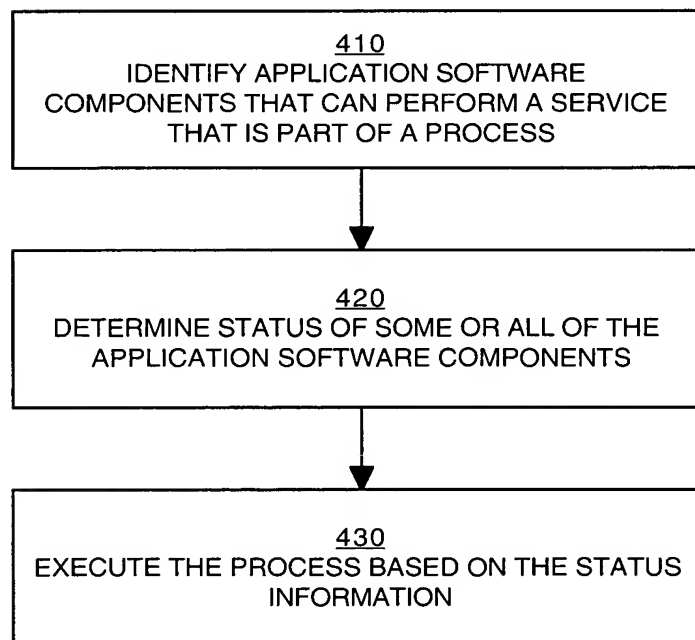 410
IDENTIFY APPLICATION SOFTWARE
COMPONENTS THAT CAN PERFORM A SERVICE
THAT IS PART OF A PROCESS
420
DETERMINE STATUS OF SOME OR ALL OF THE
APPLICATION SOFTWARE COMPONENTS
430
EXECUTE THE PROCESS BASED ON THE STATUS
INFORMATION